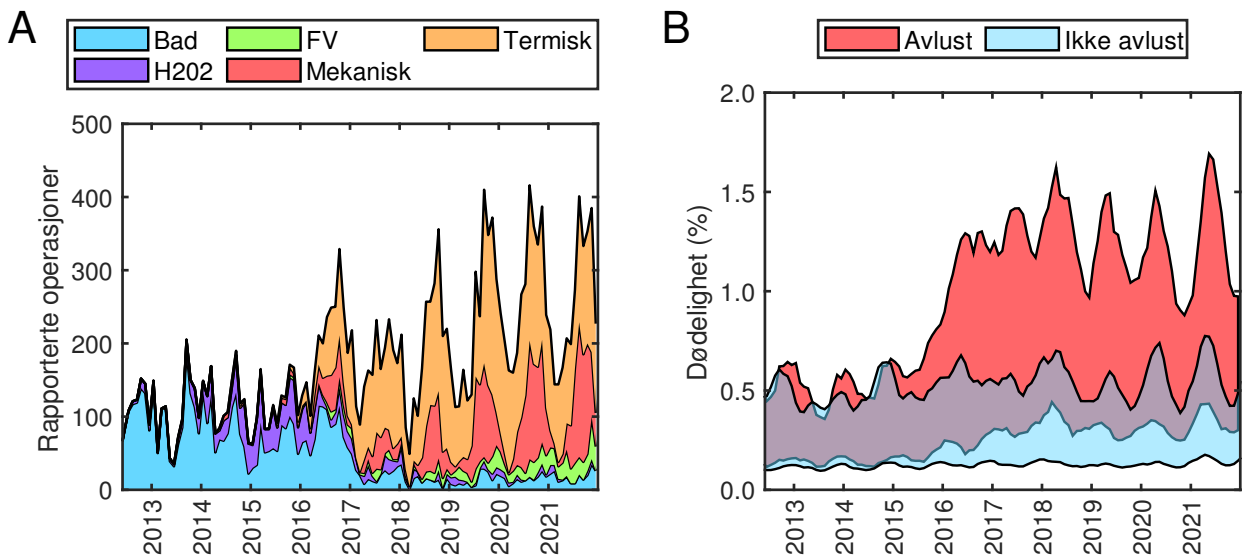 A
Bad
FV
Termisk
H202
Mekanisk
Rapporterte operasjoner
500
400
300
200
100
0
2013
2014
2015
2016
2017
2018
2019
2020
2021
B
Avlust
Ikke avlust
Dødelighet (%)
2.0
1.5
1.0
0.5
0.0
2013
2014
2015
2016
2017
2018
2019
2020
2021